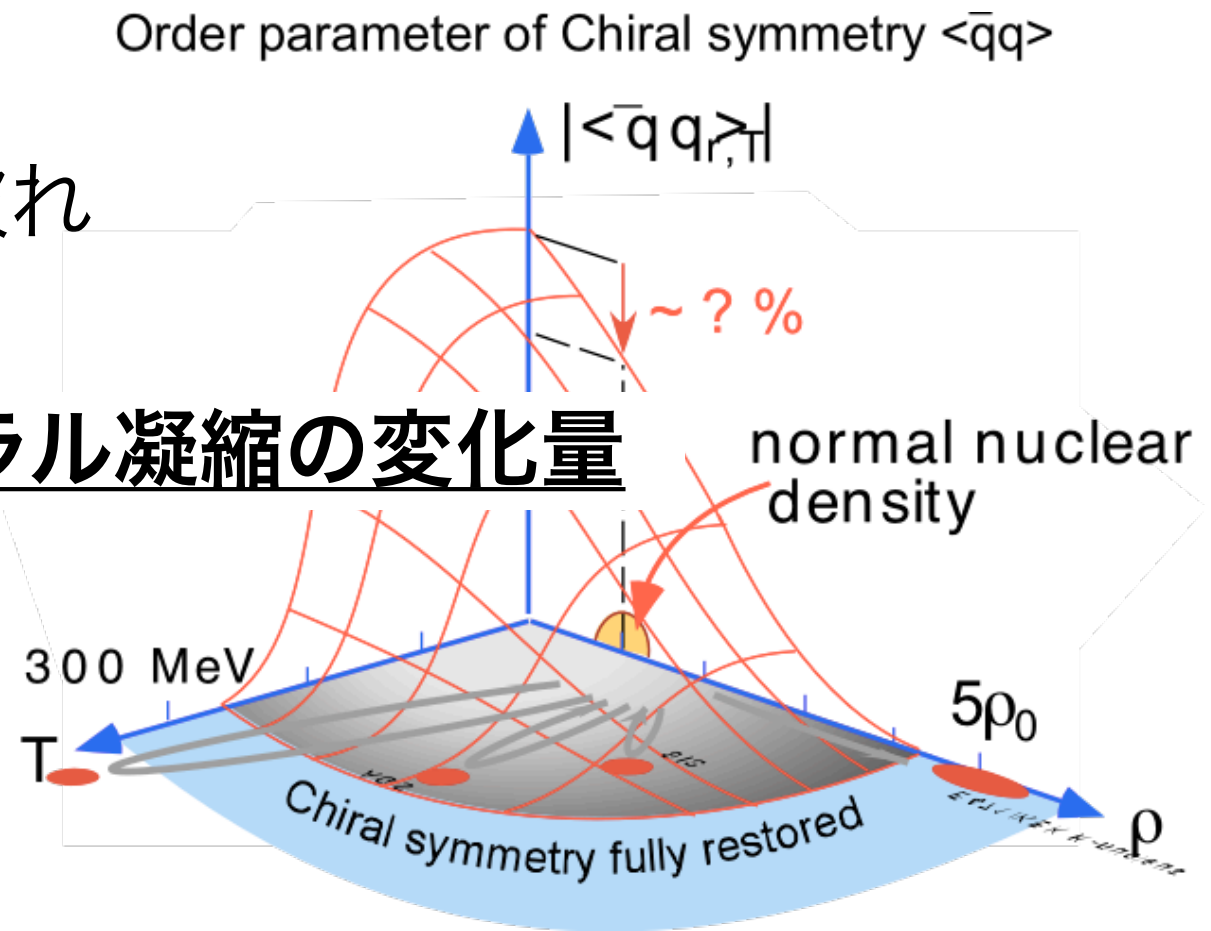 Order parameter of Chiral symmetry <q̄q>
|<q̄ q>r,T|
れ
~ ? %
ラル凝縮の変化量
normal nuclear
density
300 MeV
5ρ₀
T
SIS
Chiral symmetry fully restored
ρ